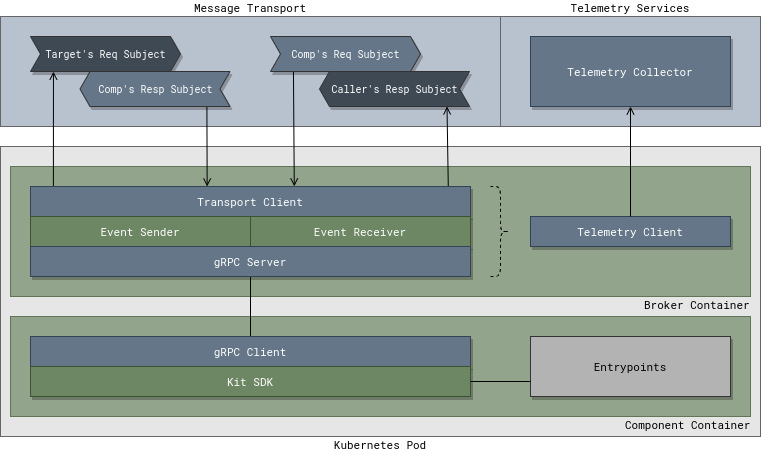 Message Transport
Telemetry Services
Target's Req Subject
Comp's Req Subject
Telemetry Collector
Comp's Resp Subject
Caller's Resp Subject
Transport Client
Event Sender
Event Receiver
Telemetry Client
gRPC Server
Broker Container
gRPC Client
Entrypoints
Kit SDK
Component Container
Kubernetes Pod